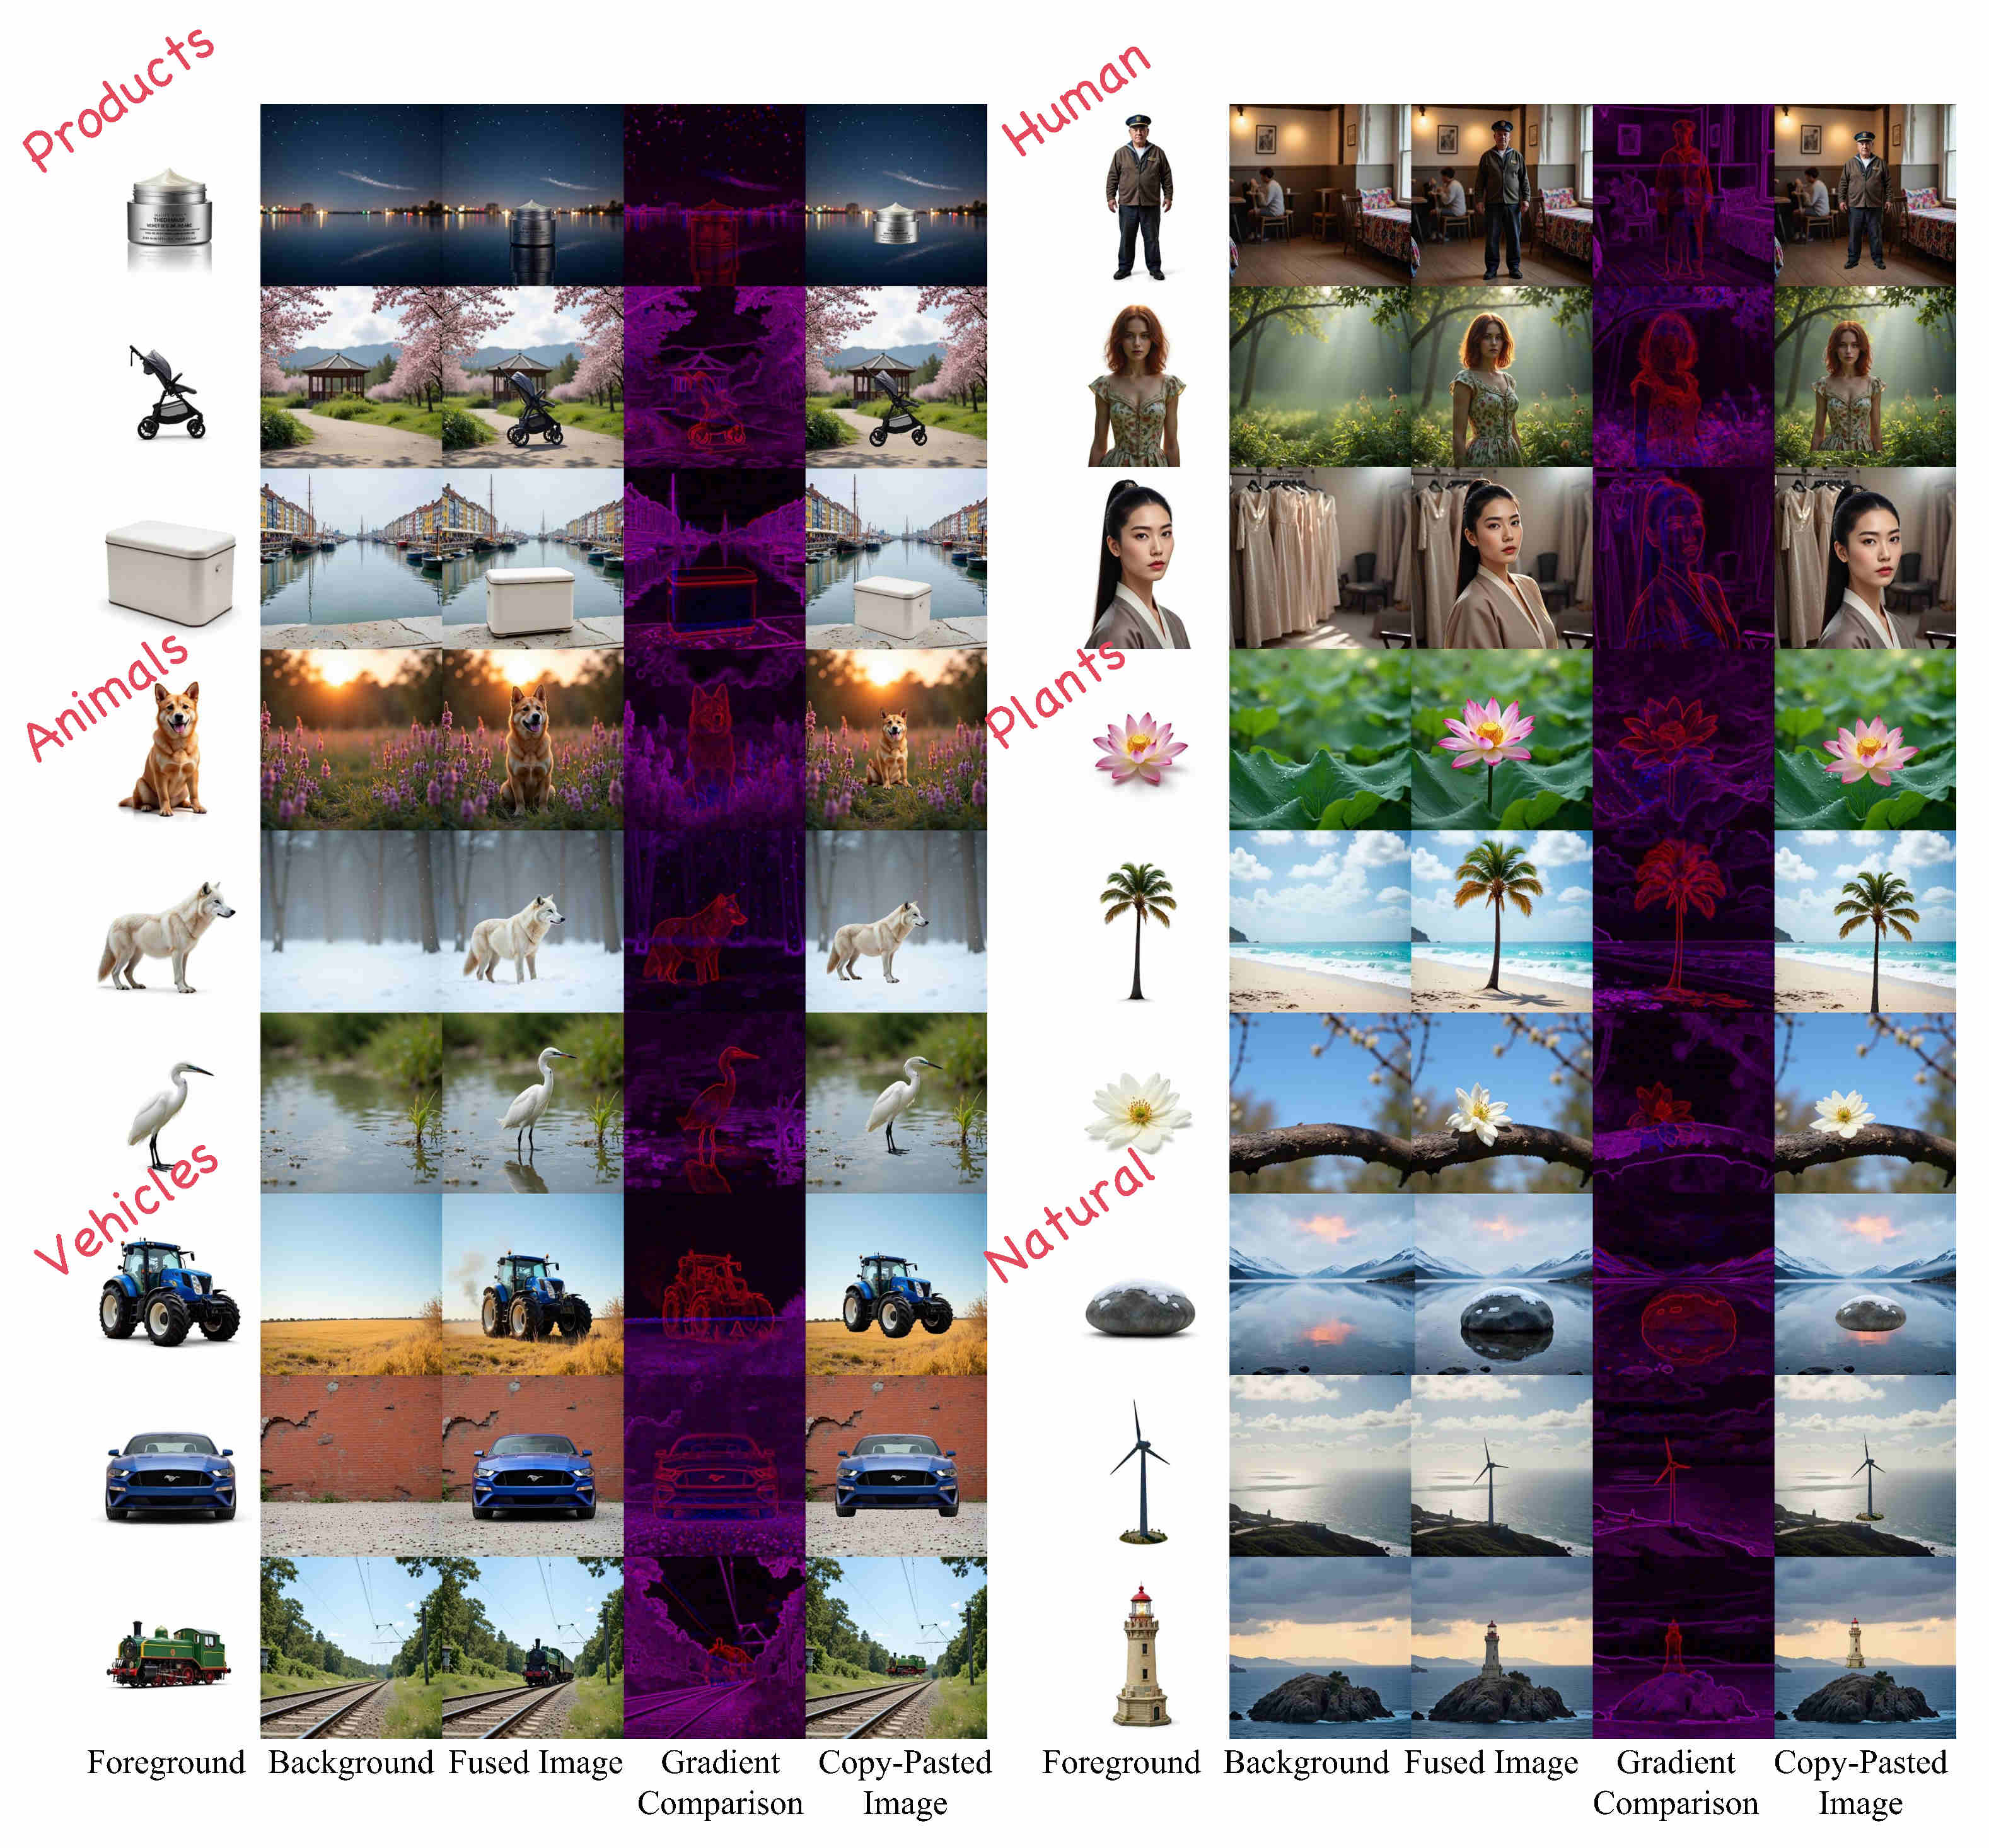 Products
Human
Animals
Plants
Vehicles
Natural
THEODANUSF
Foreground Background Fused Image Gradient Comparison Copy-Pasted Image
Foreground Background Fused Image Gradient Comparison Copy-Pasted Image